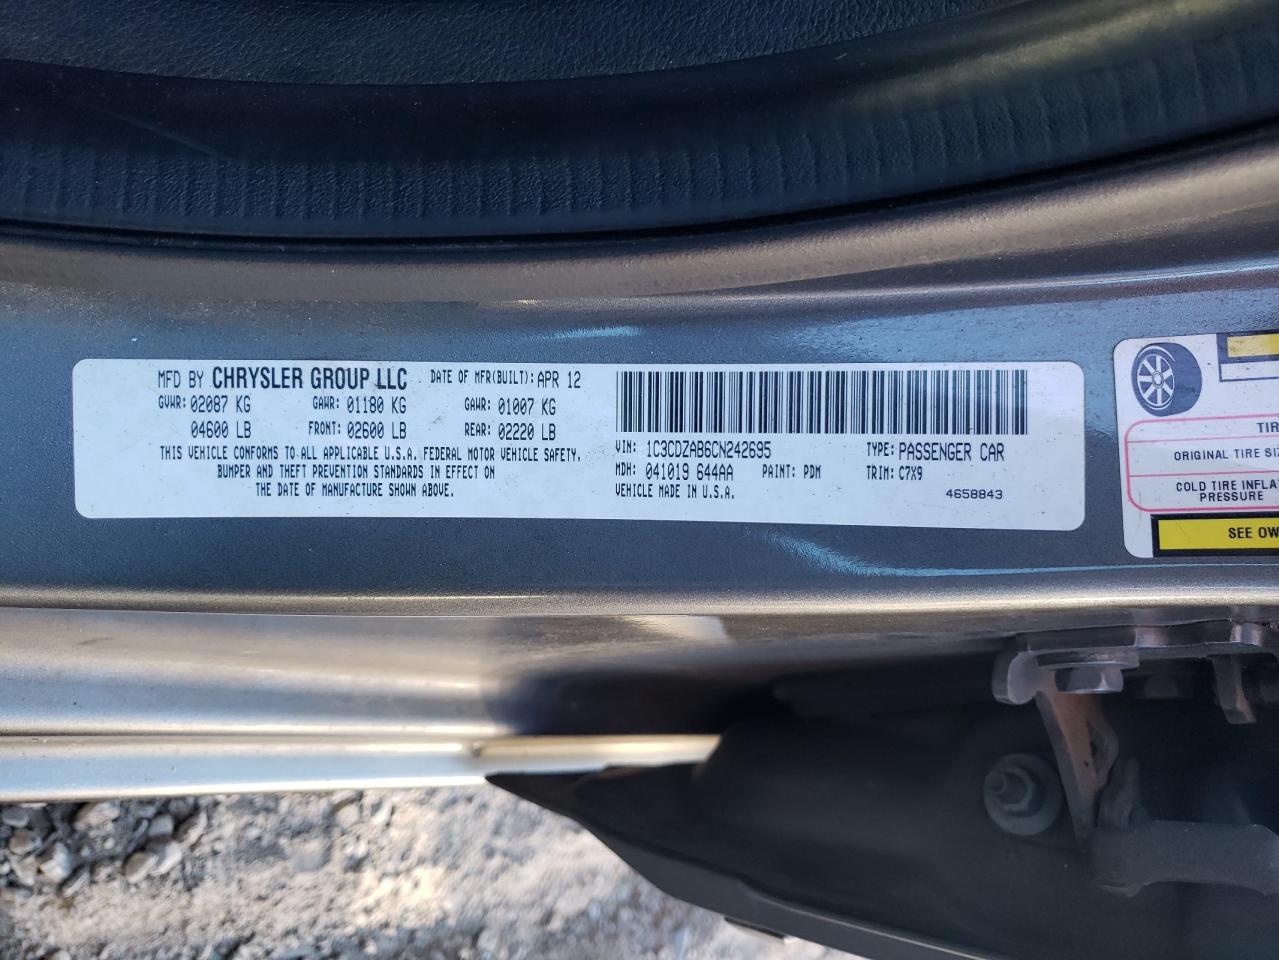 MFD BY CHRYSLER GROUP LLC DATE OF MFR(BUILT): APR 12
GVWR: 02087 KG GAWR: 01180 KG GAWR: 01007 KG
04600 LB FRONT: 02600 LB REAR: 02220 LB
THIS VEHICLE CONFORMS TO ALL APPLICABLE U.S.A. FEDERAL MOTOR VEHICLE SAFETY,
BUMPER AND THEFT PREVENTION STANDARDS IN EFFECT ON
THE DATE OF MANUFACTURE SHOWN ABOVE.
VIN: 1C3CDZAB6CN242695 TYPE: PASSENGER CAR
MDH: 041019 644AA PAINT: PDM TRIM: C7X9
VEHICLE MADE IN U.S.A. 4658843
TIR
ORIGINAL TIRE SIZ
COLD TIRE INFLAT
PRESSURE
SEE OW